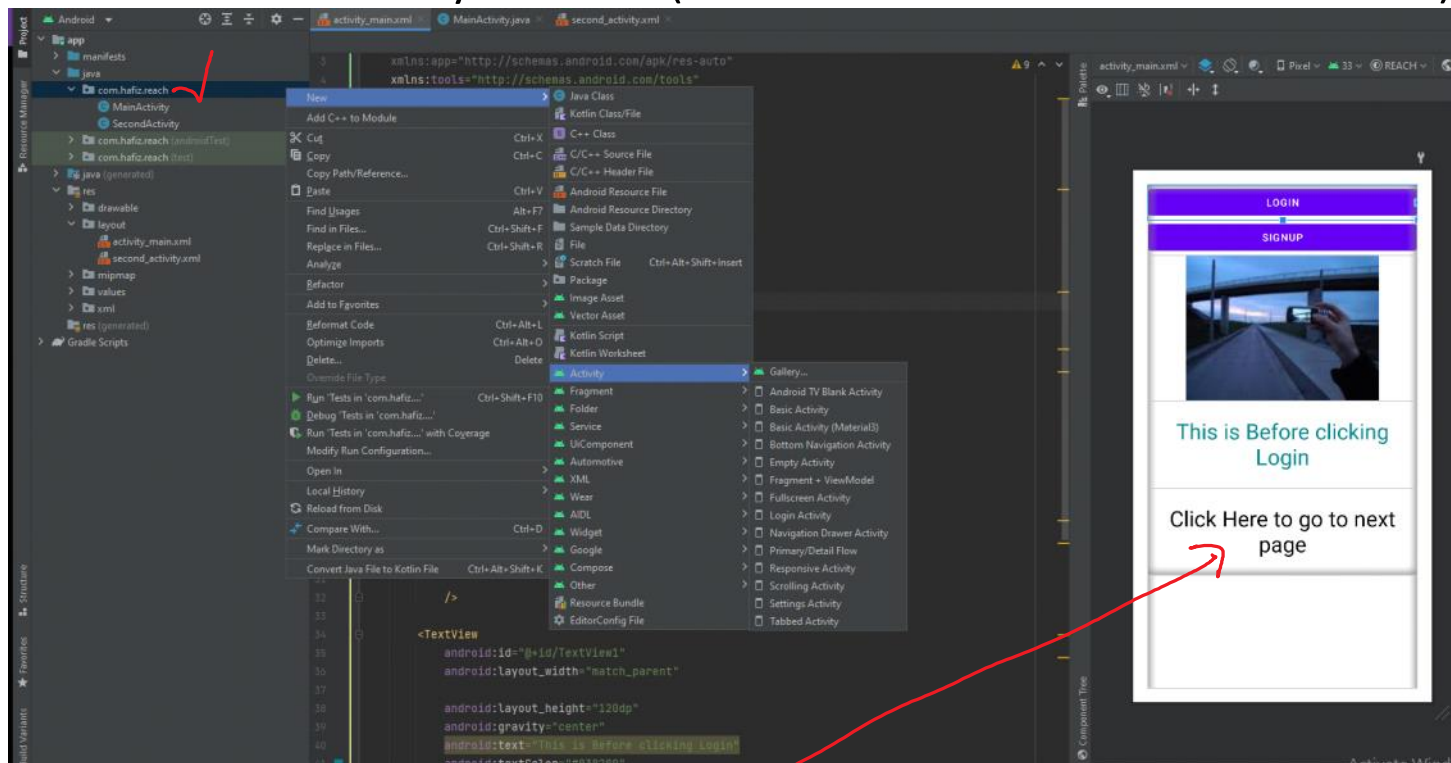 Android
activity_main.xml
MainActivity.java
second_activity.xml
Project
app
manifests
java
com.hafiz.reach
MainActivity
SecondActivity
com.hafiz.reach (androidTest)
com.hafiz.reach (test)
java (generated)
res
drawable
layout
activity_main.xml
second_activity.xml
mipmap
values
xml
res (generated)
Gradle Scripts
Resource Manager
Structure
Favorites
Build Variants
3 xmlns:app="http://schemas.android.com/apk/res-auto"
4 xmlns:tools="http://schemas.android.com/tools"
9
New
Add C++ to Module
Cut Ctrl+X
Copy Ctrl+C
Copy Path/Reference...
Paste Ctrl+V
Find Usages Alt+F7
Find in Files... Ctrl+Shift+F
Replace in Files... Ctrl+Shift+R
Analyze
Refactor
Add to Favorites
Reformat Code Ctrl+Alt+L
Optimize Imports Ctrl+Alt+O
Delete... Delete
Override File Type
Run 'Tests in 'com.hafiz....' Ctrl+Shift+F10
Debug 'Tests in 'com.hafiz....'
Run 'Tests in 'com.hafiz....' with Coverage
Modify Run Configuration...
Open In
Local History
Reload from Disk
Compare With... Ctrl+D
Mark Directory as
Convert Java File to Kotlin File Ctrl+Alt+Shift+K
Java Class
Kotlin Class/File
C++ Class
C/C++ Source File
C/C++ Header File
Android Resource File
Android Resource Directory
Sample Data Directory
File
Scratch File Ctrl+Alt+Shift+Insert
Package
Image Asset
Vector Asset
Kotlin Script
Kotlin Worksheet
Activity
Fragment
Folder
Service
UiComponent
Automotive
XML
Wear
AIDL
Widget
Google
Compose
Other
Resource Bundle
EditorConfig File
Gallery...
Android TV Blank Activity
Basic Activity
Basic Activity (Material3)
Bottom Navigation Activity
Empty Activity
Fragment + ViewModel
Fullscreen Activity
Login Activity
Navigation Drawer Activity
Primary/Detail Flow
Responsive Activity
Scrolling Activity
Settings Activity
Tabbed Activity
32 />
33
34 <TextView
35 android:id="@+id/TextView1"
36 android:layout_width="match_parent"
37
38 android:layout_height="120dp"
39 android:gravity="center"
40 android:text="This is Before clicking Login"
Palette
Component Tree
activity_main.xml
Pixel
33
REACH
LOGIN
SIGNUP
This is Before clicking
Login
Click Here to go to next
page